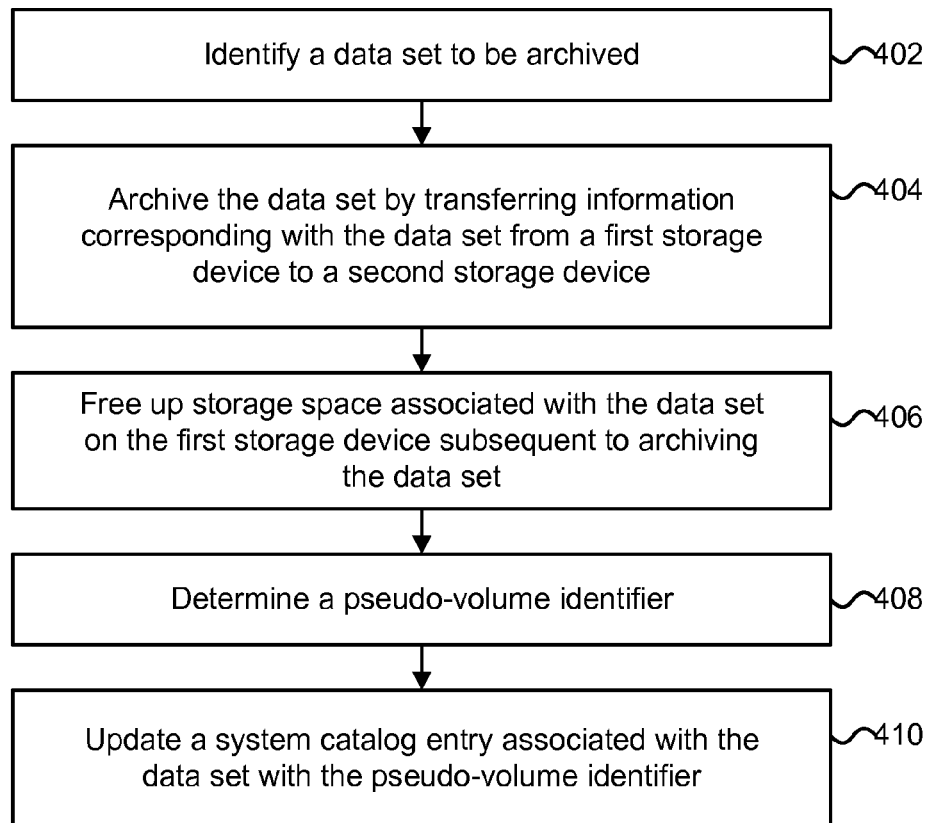 Identify a data set to be archived
402
Archive the data set by transferring information
corresponding with the data set from a first storage
device to a second storage device
404
Free up storage space associated with the data set
on the first storage device subsequent to archiving
the data set
406
Determine a pseudo-volume identifier
408
Update a system catalog entry associated with the
data set with the pseudo-volume identifier
410